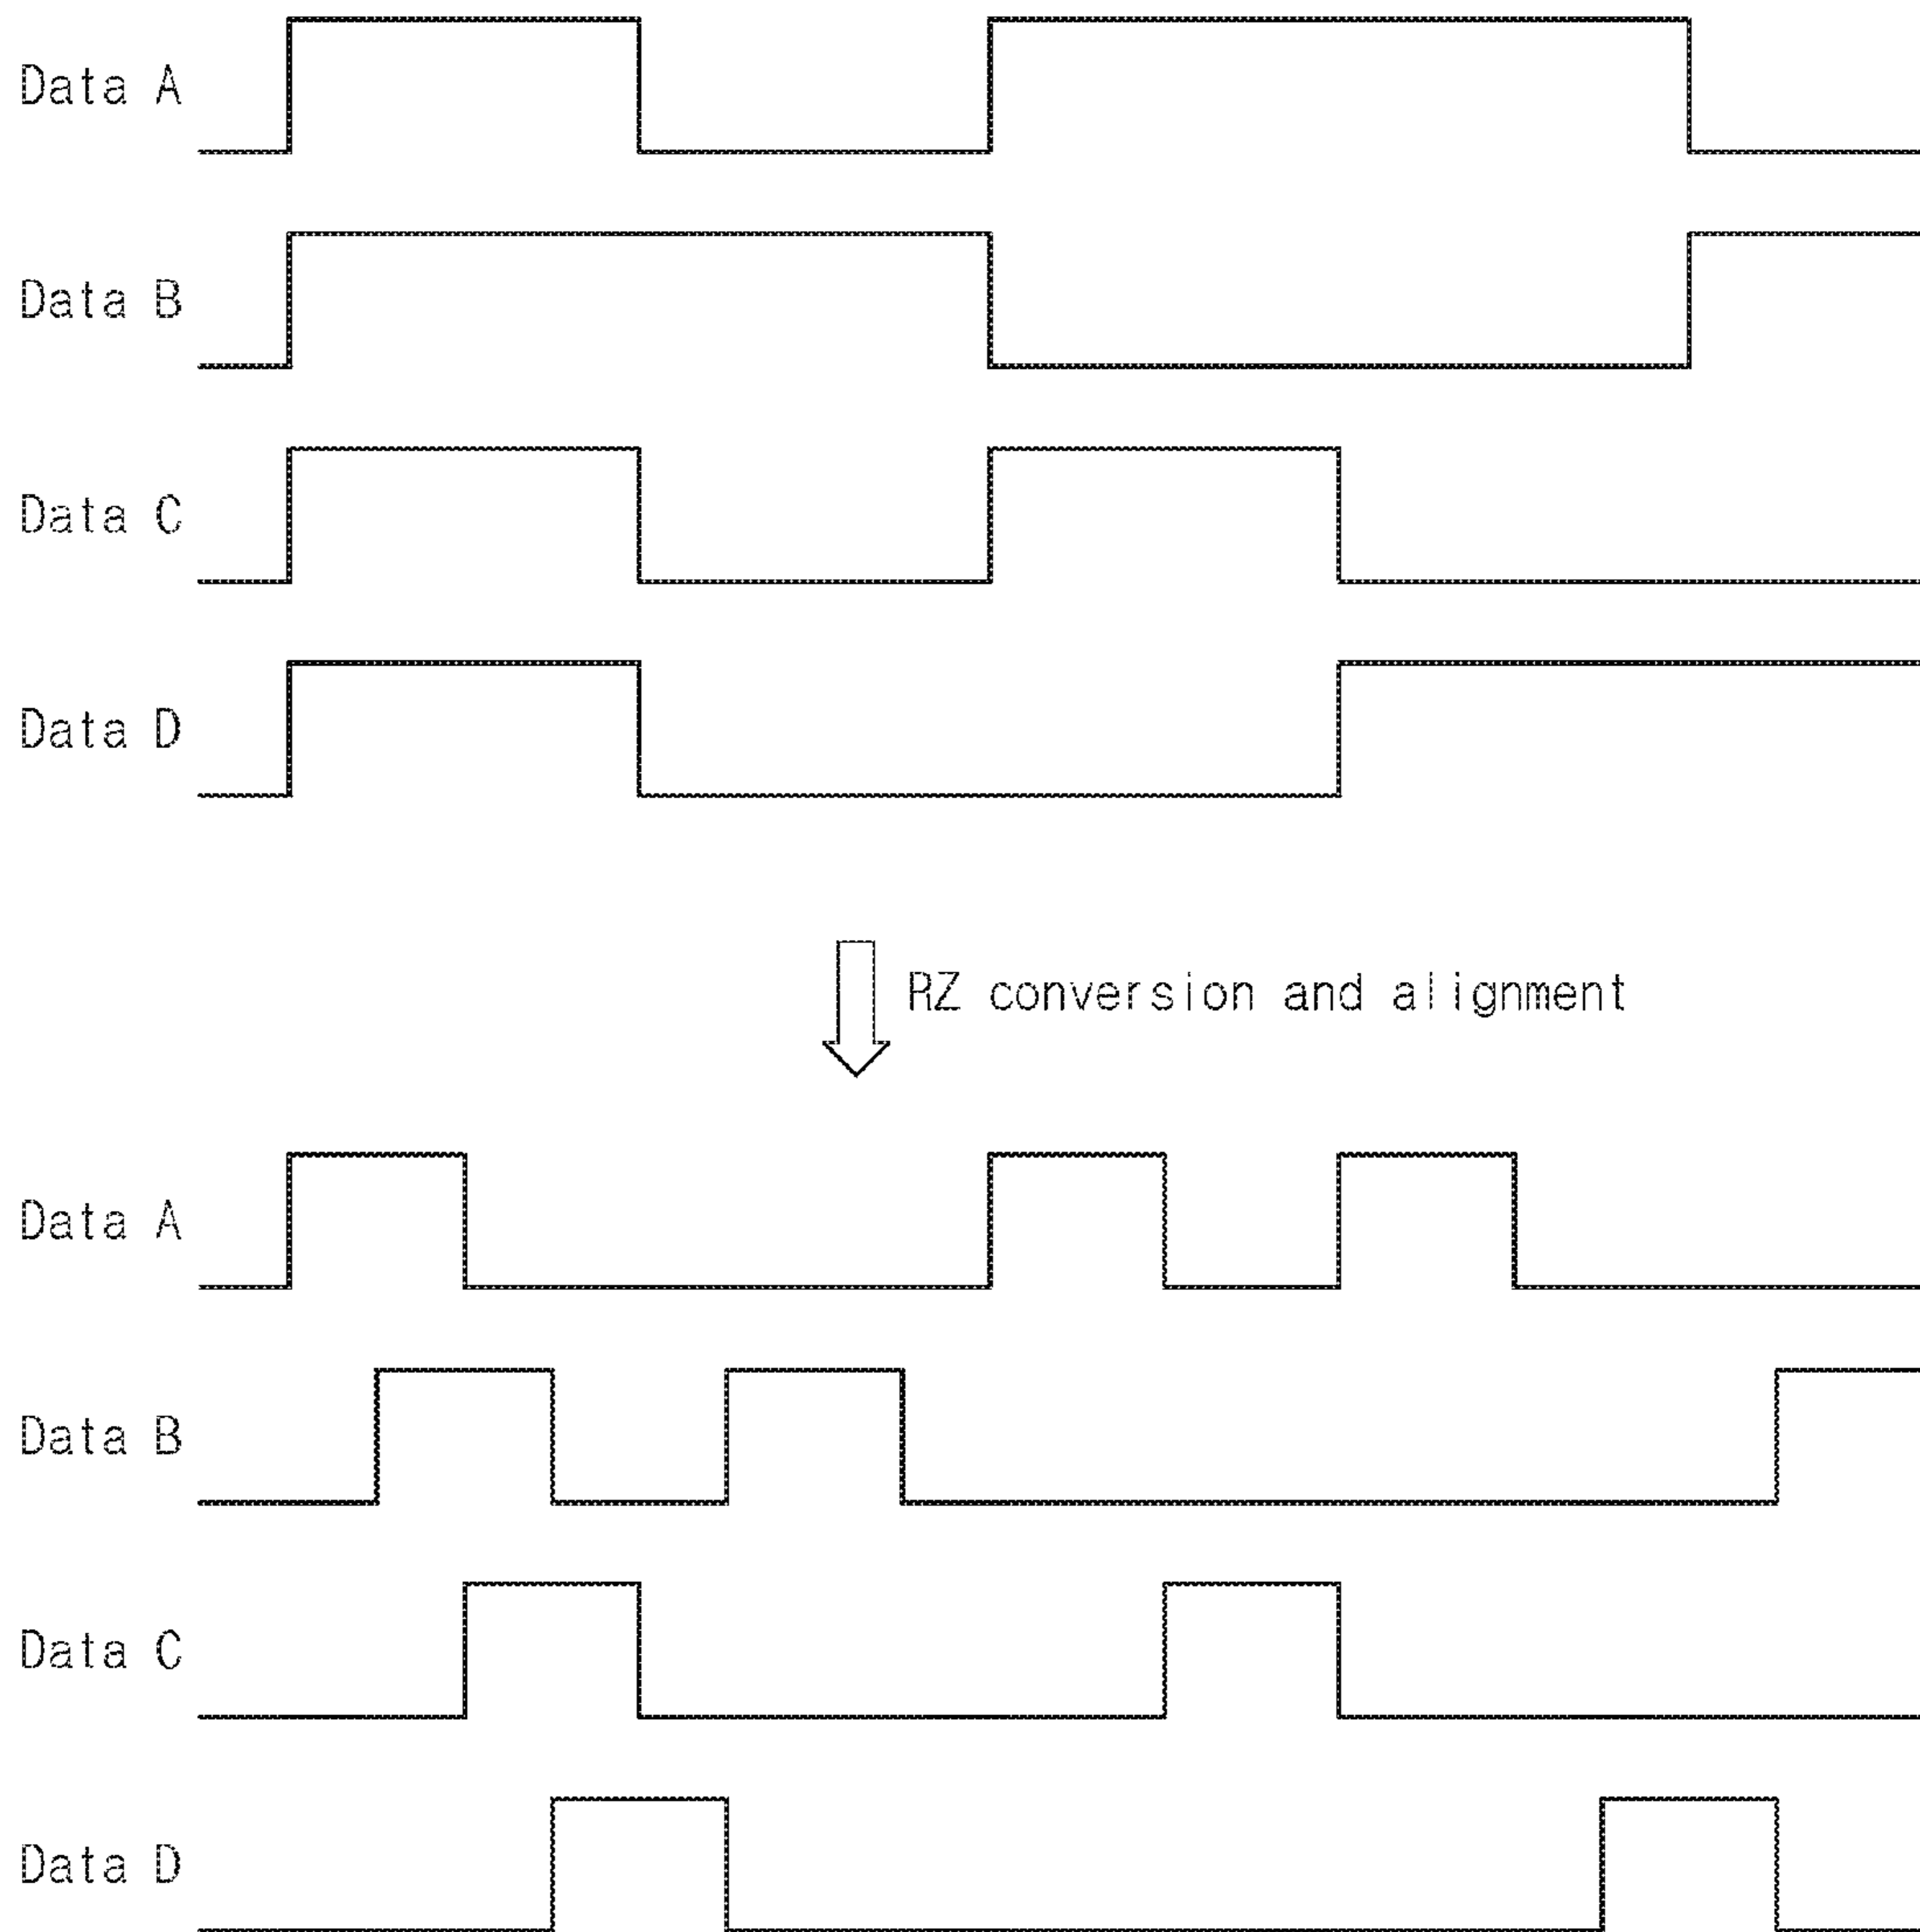 Data A
Data B
Data C
Data D
RZ conversion and alignment
Data A
Data B
Data C
Data D